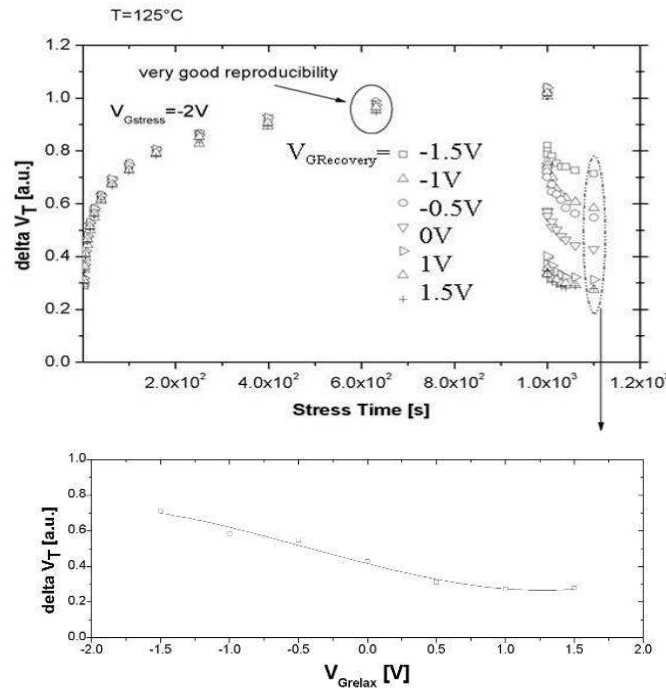 T=125°C
1.2
1.0
0.8
0.6
0.4
0.2
0.0
delta V_T [a.u.]
very good reproducibility
V_Gstress=-2V
V_GRecovery=
-1.5V
-1V
-0.5V
0V
1V
1.5V
2.0x10² 4.0x10² 6.0x10² 8.0x10² 1.0x10³
Stress Time [s]
1.0
0.8
0.6
0.4
0.2
0.0
delta V_T [a.u.]
-2.0 -1.5 -1.0 -0.5 0.0 0.5 1.0 1.5 2.0
V_Grelax [V]